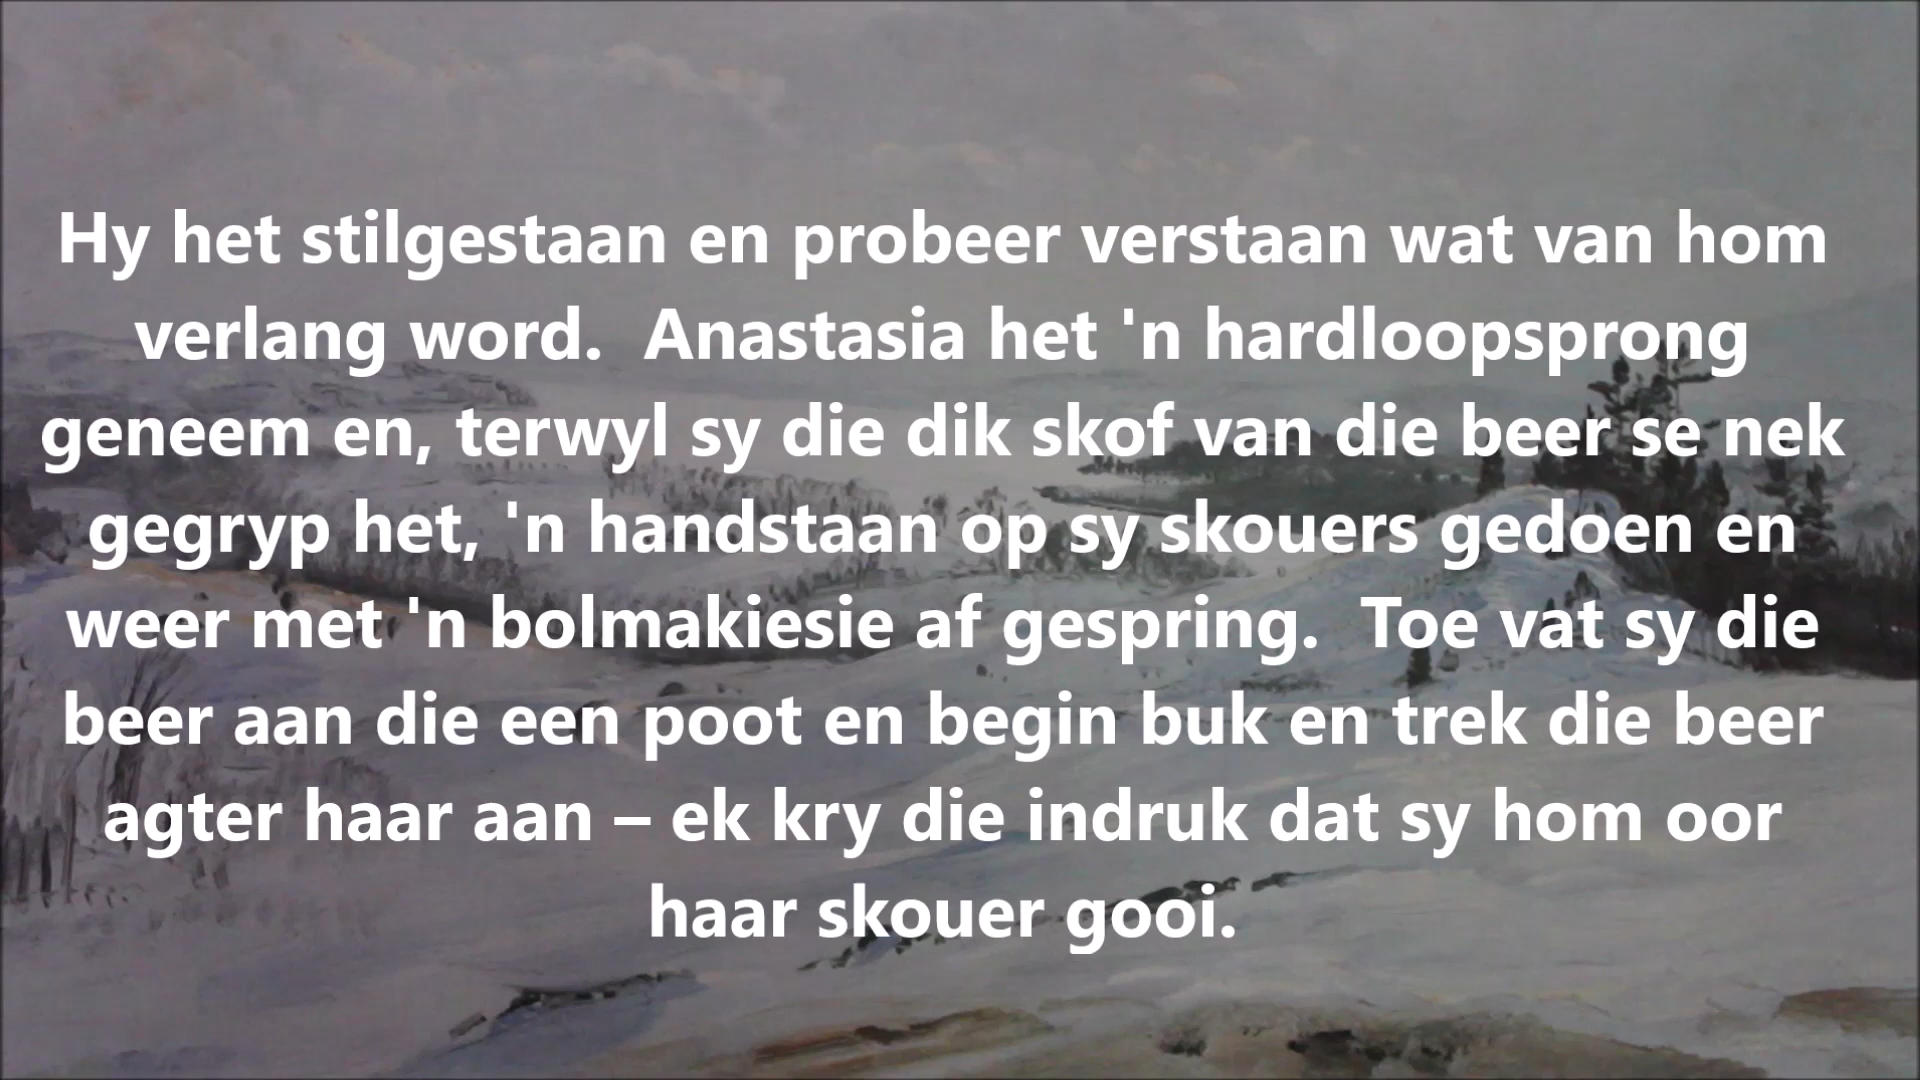 Hy het stilgestaan en probeer verstaan wat van hom
verlang word.  Anastasia het 'n hardloopsprong
geneem en, terwyl sy die dik skof van die beer se nek
gegryp het, 'n handstaan op sy skouers gedoen en
weer met 'n bolmakiesie af gespring.  Toe vat sy die
beer aan die een poot en begin buk en trek die beer
agter haar aan – ek kry die indruk dat sy hom oor
haar skouer gooi.